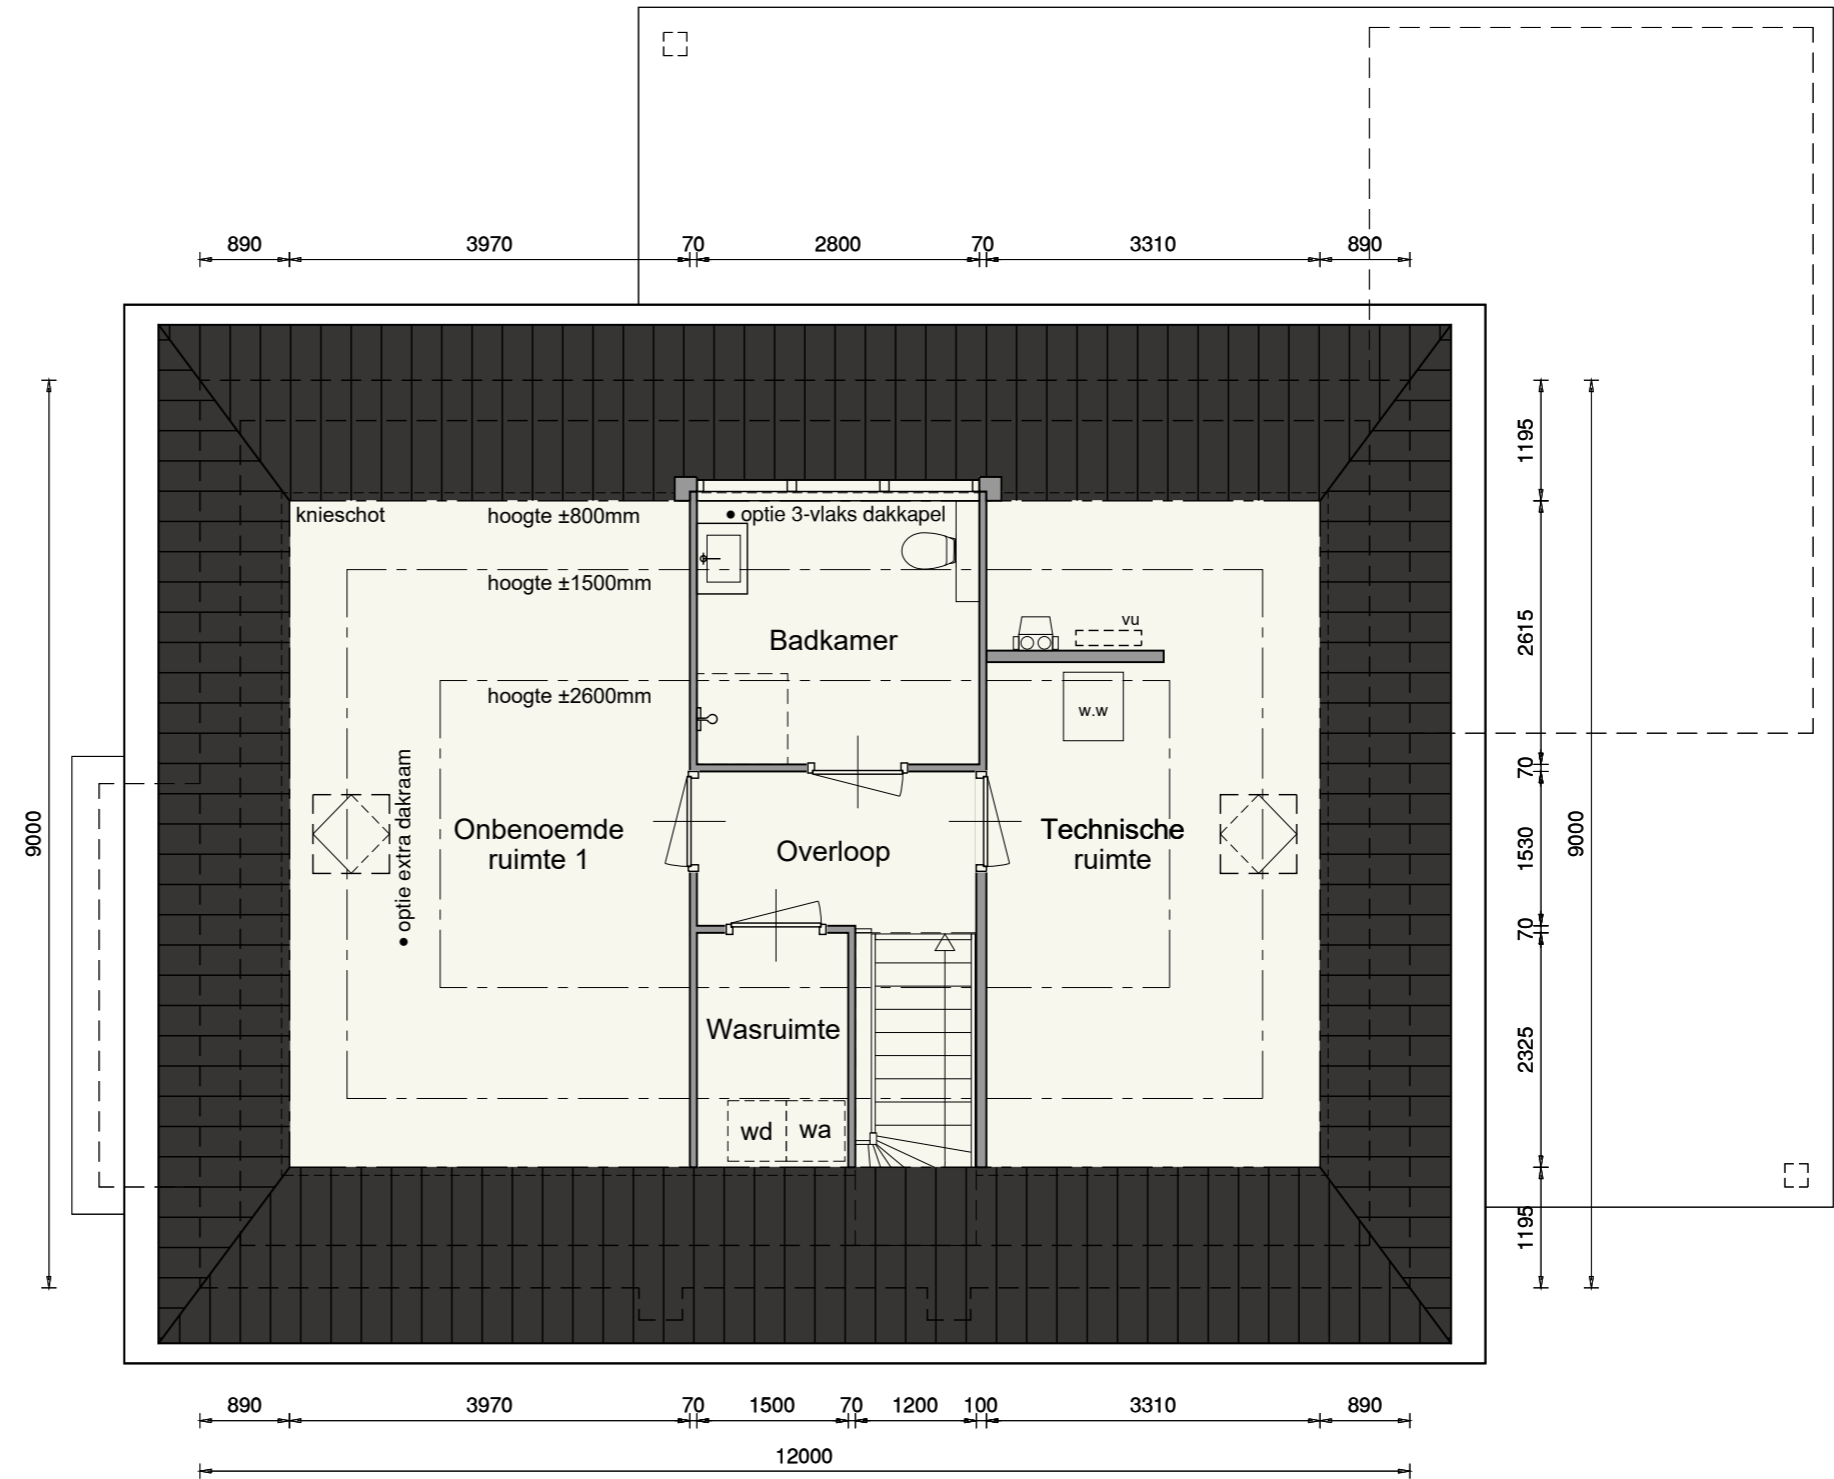 890 3970 70 2800 70 3310 890
knieschot
hoogte ±800mm
• optie 3-vlaks dakkapel
hoogte ±1500mm
Badkamer
vu
hoogte ±2600mm
w.w
• optie extra dakraam
Onbenoemde
ruimte 1
Overloop
Technische
ruimte
Wasruimte
wd wa
9000
1195
2615
70
1530
70
2325
1195
9000
890 3970 70 1500 70 1200 100 3310 890
12000